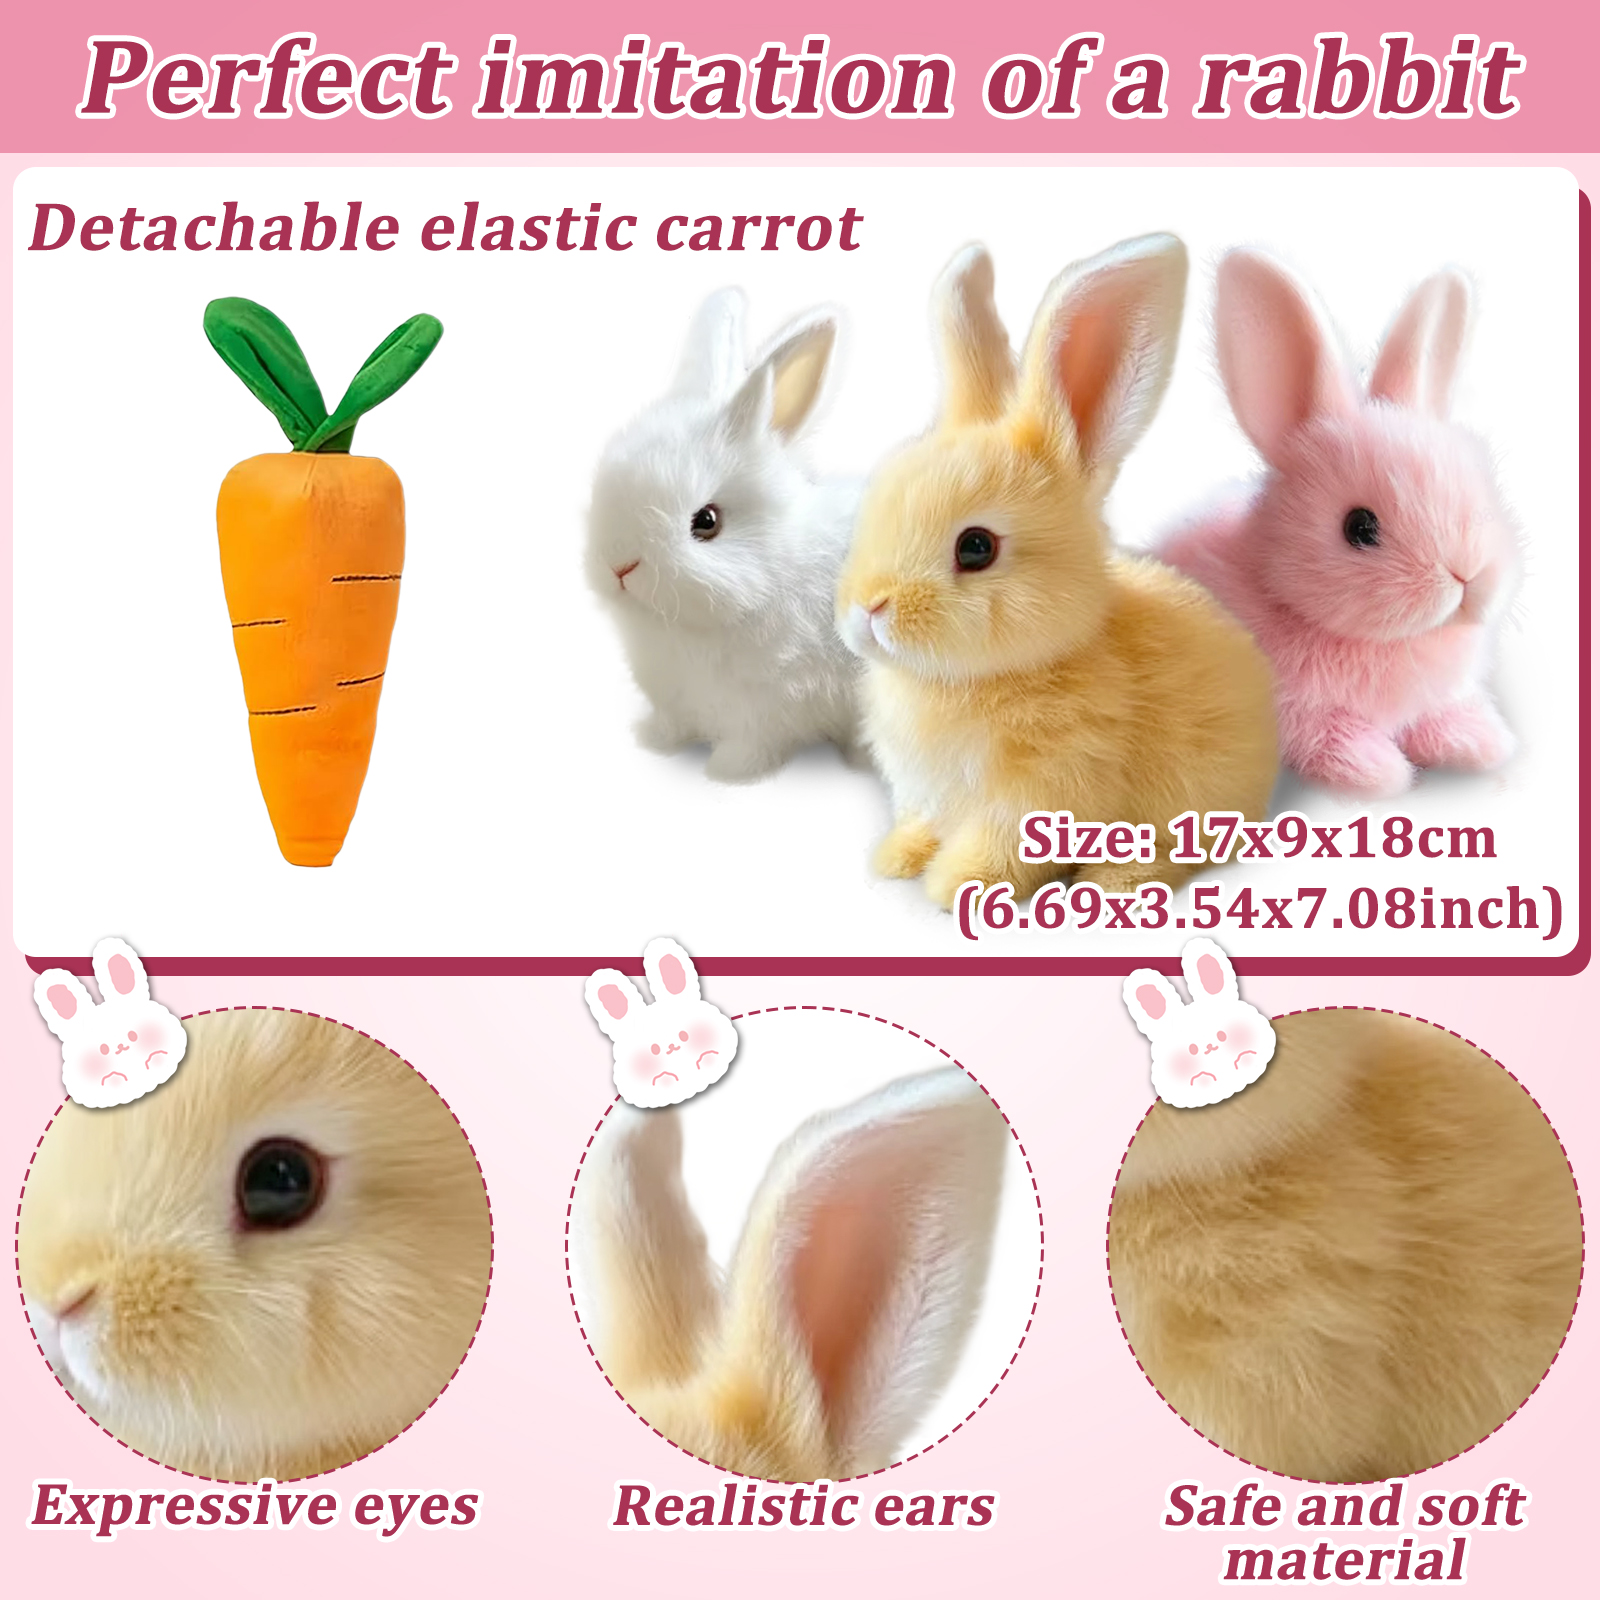 Perfect imitation of a rabbit
Detachable elastic carrot
Size: 17x9x18cm
(6.69x3.54x7.08inch)
Expressive eyes
Realistic ears
Safe and soft
material